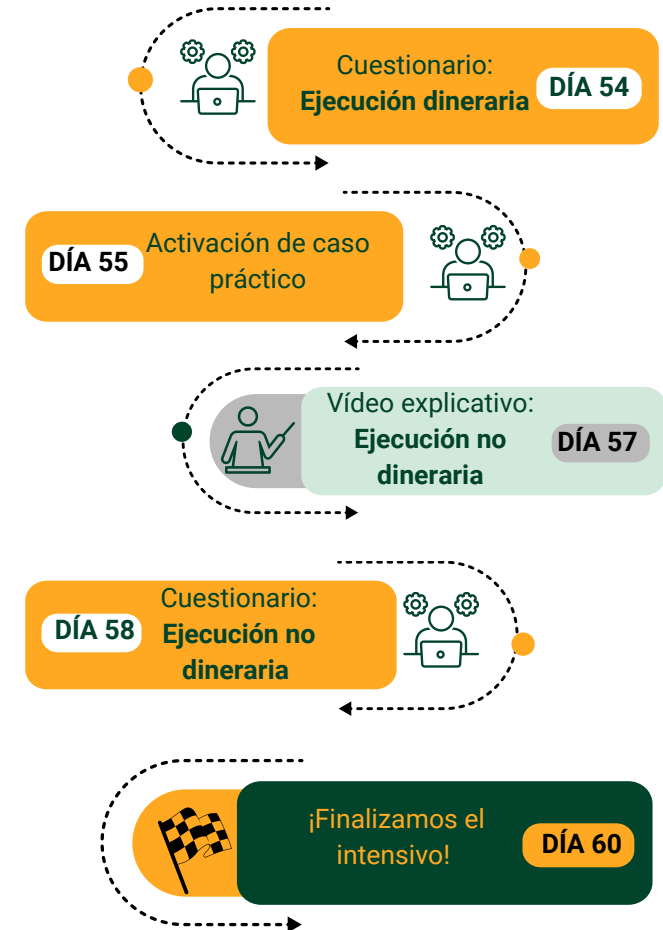 Cuestionario:
Ejecución dineraria
DÍA 54
DÍA 55
Activación de caso
práctico
Vídeo explicativo:
Ejecución no
dineraria
DÍA 57
DÍA 58
Cuestionario:
Ejecución no
dineraria
¡Finalizamos el
intensivo!
DÍA 60